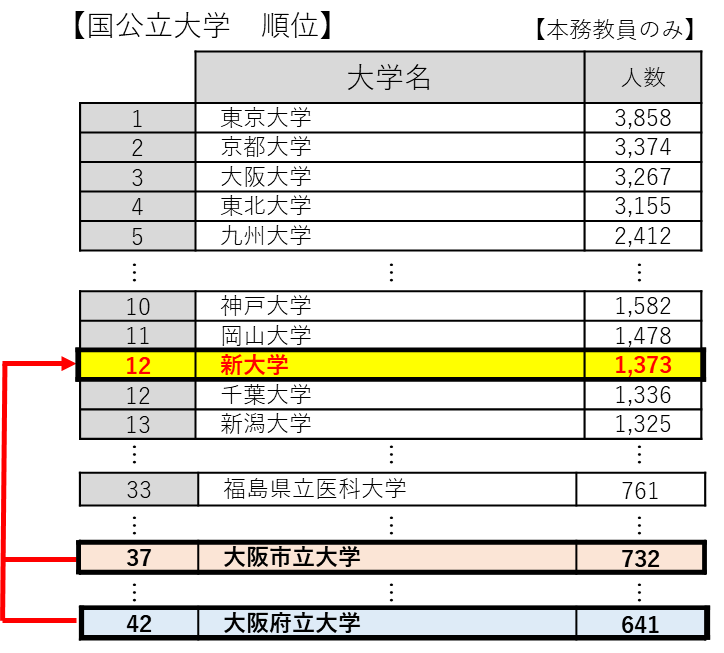 【国公立大学　順位】
【本務教員のみ】
大学名 人数
1 東京大学 3,858
2 京都大学 3,374
3 大阪大学 3,267
4 東北大学 3,155
5 九州大学 2,412
⋮ ⋮ ⋮
10 神戸大学 1,582
11 岡山大学 1,478
12 新大学 1,373
12 千葉大学 1,336
13 新潟大学 1,325
⋮ ⋮ ⋮
33 福島県立医科大学 761
⋮ ⋮ ⋮
37 大阪市立大学 732
⋮ ⋮ ⋮
42 大阪府立大学 641